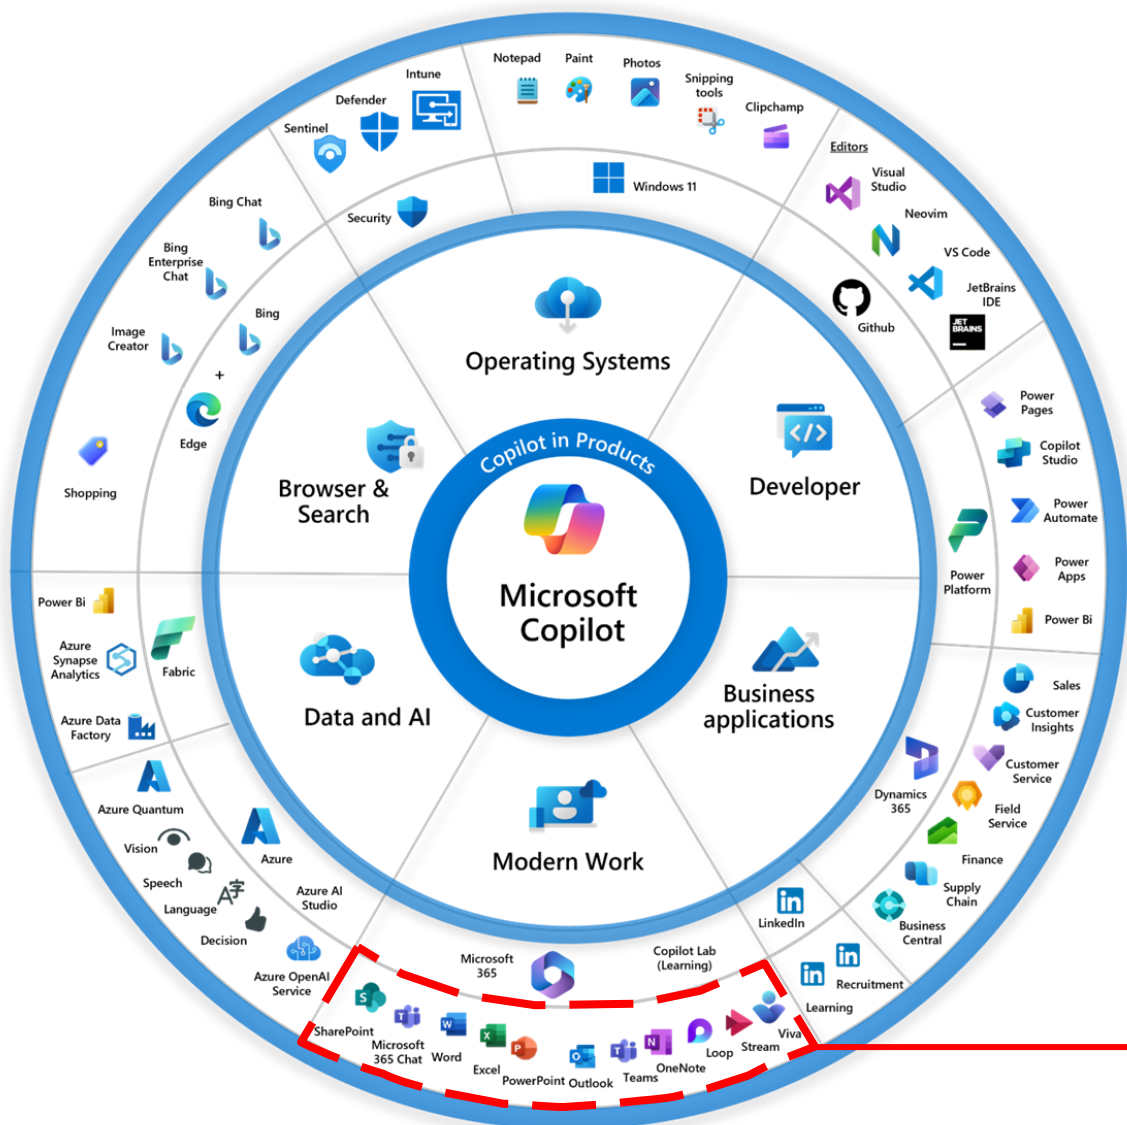 Notepad
Paint
Photos
Snipping
tools
Clipchamp
Intune
Defender
Sentinel
Windows 11
Security
Editors
Visual
Studio
Neovim
VS Code
JetBrains
IDE
JET
BRAINS
Github
Bing Chat
Bing
Enterprise
Chat
Image
Creator
Bing
+
Edge
Shopping
Operating Systems
Browser &
Search
Developer
Copilot in Products
Microsoft
Copilot
Data and AI
Business
applications
Modern Work
Power
Pages
Copilot
Studio
Power
Automate
Power
Apps
Power Bi
Power
Platform
Power Bi
Azure
Synapse
Analytics
Azure Data
Factory
Fabric
Sales
Customer
Insights
Customer
Service
Field
Service
Finance
Supply
Chain
Business
Central
Dynamics
365
Azure Quantum
Vision
Speech
Language
A字
Decision
Azure OpenAI
Service
Azure
Azure AI
Studio
in
LinkedIn
in
Recruitment
in
Learning
Microsoft
365
Copilot Lab
(Learning)
S
SharePoint
T
Microsoft
365 Chat
W
Word
X
Excel
P
PowerPoint
O
Outlook
T
Teams
N
OneNote
Loop
Stream
Viva